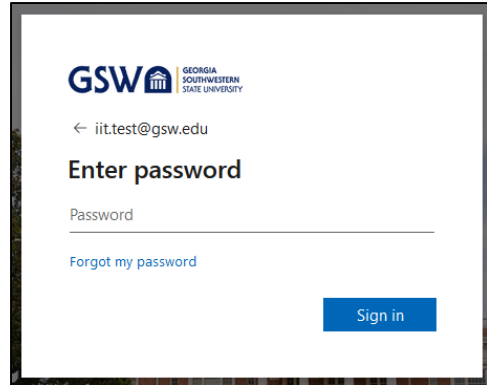 GSW
GEORGIA
SOUTHWESTERN
STATE UNIVERSITY
← iit.test@gsw.edu
Enter password
Password
Forgot my password
Sign in